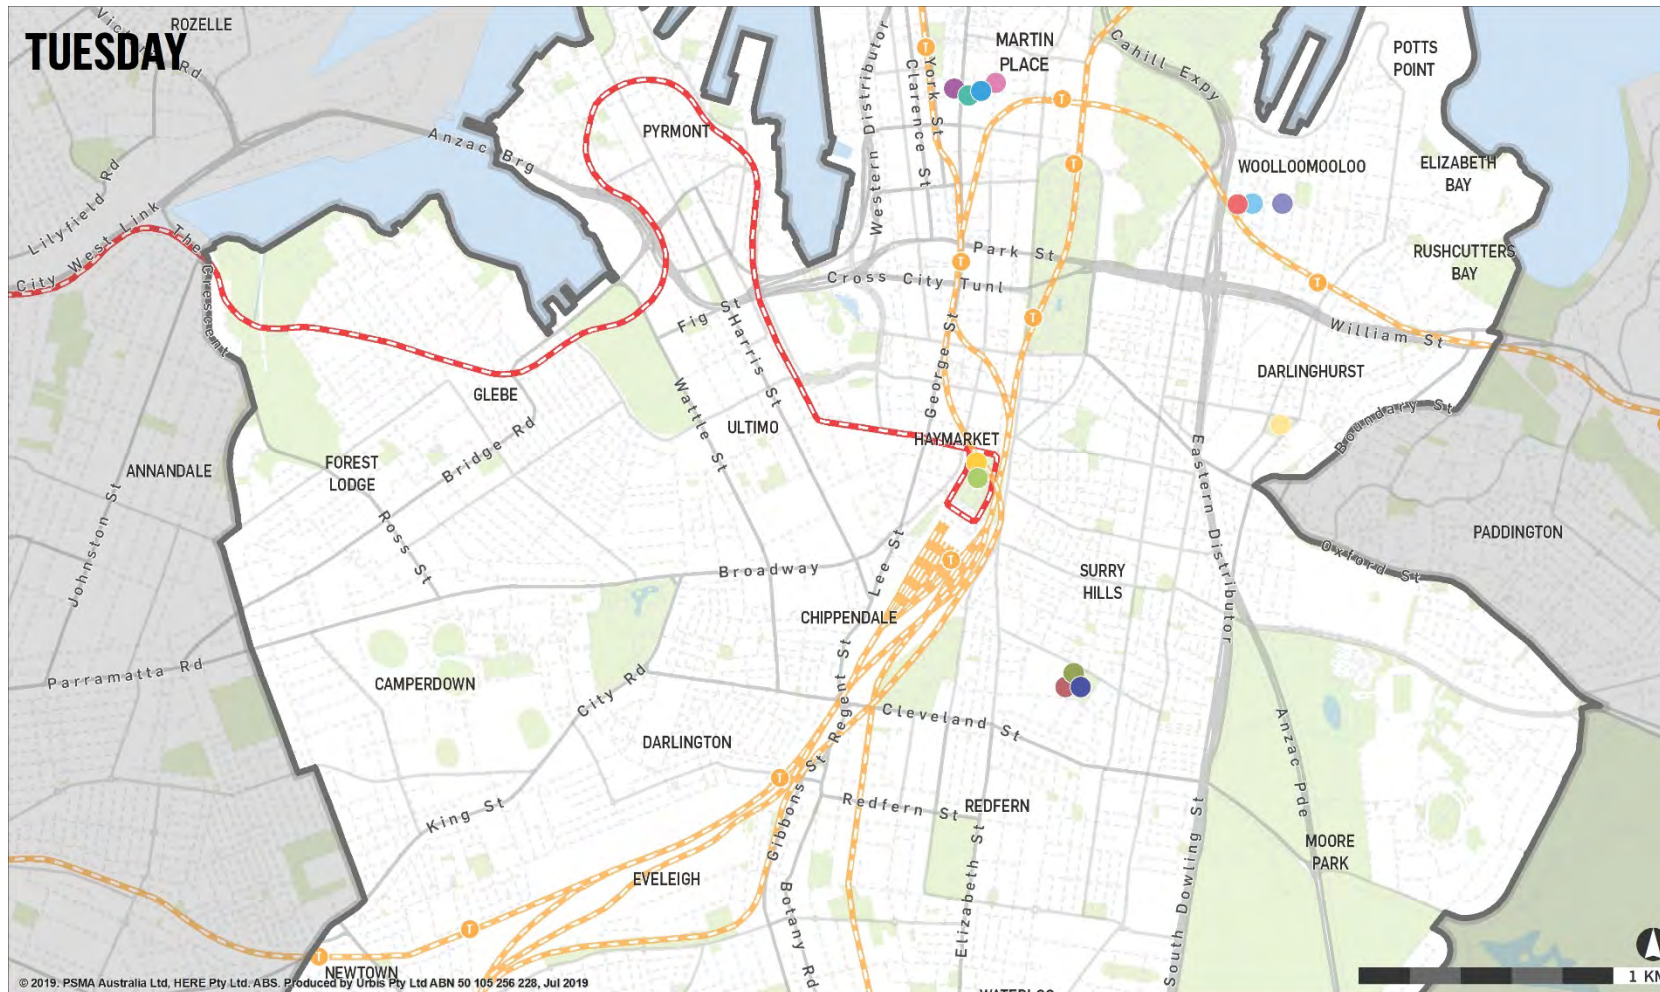 TUESDAY
ROZELLE
Victoria Rd
Lilyfield Rd
City West Link
The Crescent
Anzac Brg
PYRMONT
Western Distributor
York St
Clarence St
MARTIN
PLACE
Cahill Expy
POTTS
POINT
WOOLLOOMOOLOO
ELIZABETH
BAY
RUSHCUTTERS
BAY
Park St
Cross City Tunl
William St
Fig St
Harris St
George St
GLEBE
Wattle St
ULTIMO
HAYMARKET
DARLINGHURST
Boundary St
ANNANDALE
Johnston St
FOREST
LODGE
Bridge Rd
Ross St
Broadway
Lee St
CHIPPENDALE
SURRY
HILLS
Eastern Distributor
Oxford St
PADDINGTON
Parramatta Rd
CAMPERDOWN
City Rd
DARLINGTON
Regent St
Cleveland St
Anzac Pde
King St
Gibbons St
Redfern St
REDFERN
MOORE
PARK
EVELEIGH
Botany Rd
Elizabeth St
South Dowling St
NEWTOWN
WATERLOO
© 2019. PSMA Australia Ltd, HERE Pty Ltd. ABS. Produced by Urbis Pty Ltd ABN 50 105 256 228, Jul 2019
1 KM
T
T
T
T
T
T
T
T
T
T
T